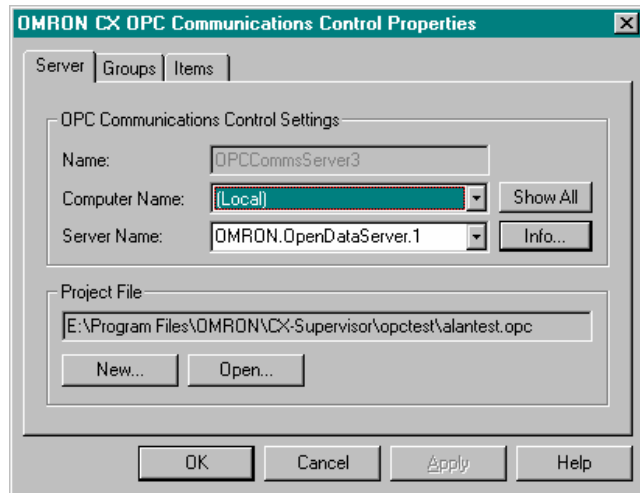 OMRON CX OPC Communications Control Properties
Server Groups Items
OPC Communications Control Settings
Name: OPCCommsServer3
Computer Name: (Local) Show All
Server Name: OMRON.OpenDataServer.1 Info...
Project File
E:\Program Files\OMRON\CX-Supervisor\opctest\alantest.opc
New... Open...
OK Cancel Apply Help